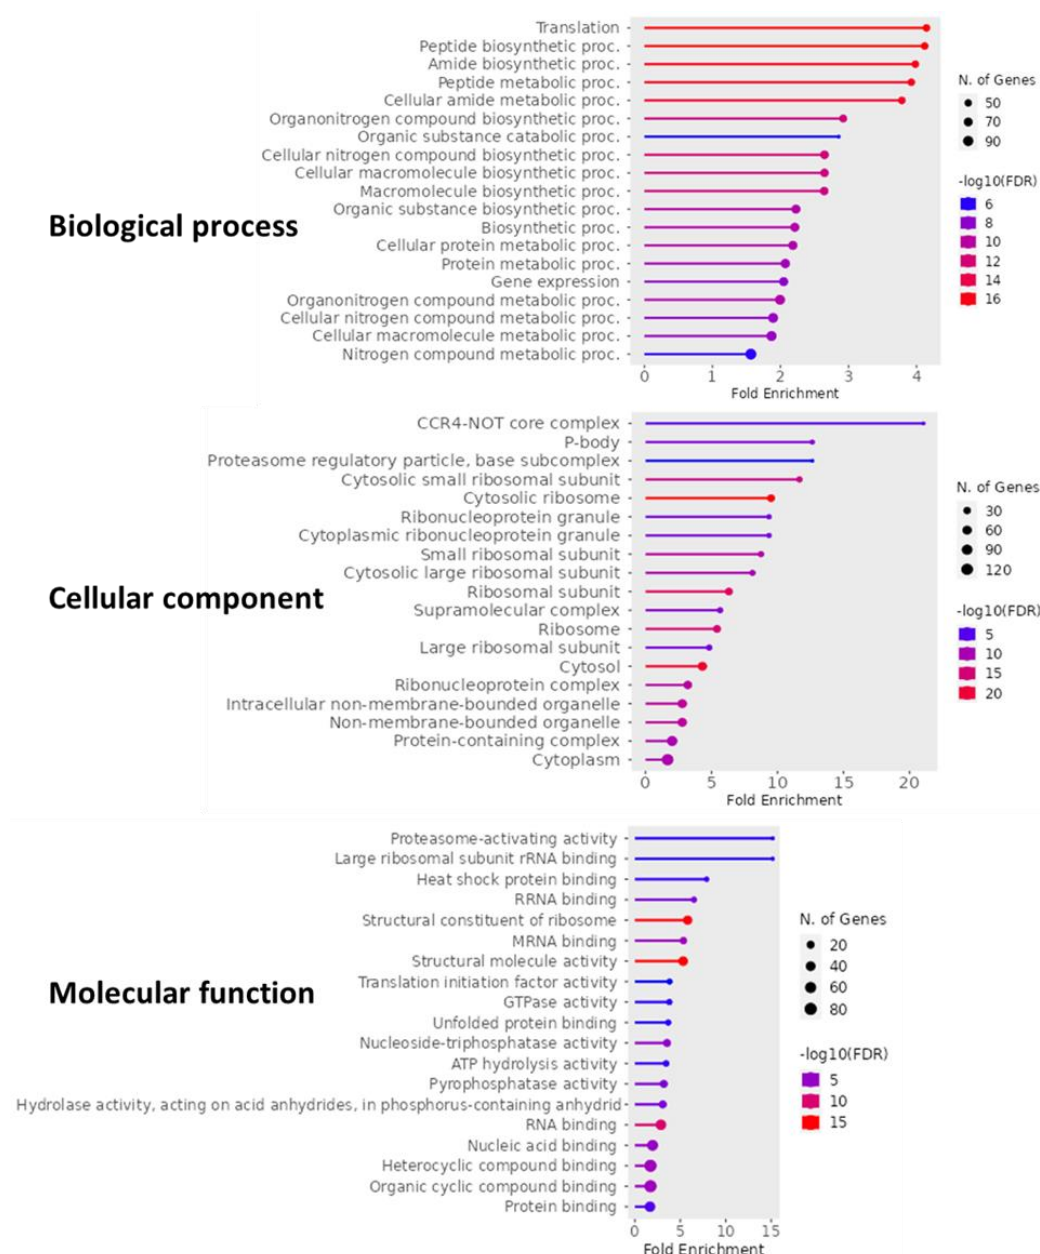 Biological process
Translation
Peptide biosynthetic proc.
Amide biosynthetic proc.
Peptide metabolic proc.
Cellular amide metabolic proc.
Organonitrogen compound biosynthetic proc.
Organic substance catabolic proc.
Cellular nitrogen compound biosynthetic proc.
Cellular macromolecule biosynthetic proc.
Macromolecule biosynthetic proc.
Organic substance biosynthetic proc.
Biosynthetic proc.
Cellular protein metabolic proc.
Protein metabolic proc.
Gene expression
Organonitrogen compound metabolic proc.
Cellular nitrogen compound metabolic proc.
Cellular macromolecule metabolic proc.
Nitrogen compound metabolic proc.
0 1 2 3 4
Fold Enrichment
N. of Genes
50
70
90
-log10(FDR)
6
8
10
12
14
16
Cellular component
CCR4-NOT core complex
P-body
Proteasome regulatory particle, base subcomplex
Cytosolic small ribosomal subunit
Cytosolic ribosome
Ribonucleoprotein granule
Cytoplasmic ribonucleoprotein granule
Small ribosomal subunit
Cytosolic large ribosomal subunit
Ribosomal subunit
Supramolecular complex
Ribosome
Large ribosomal subunit
Cytosol
Ribonucleoprotein complex
Intracellular non-membrane-bounded organelle
Non-membrane-bounded organelle
Protein-containing complex
Cytoplasm
0 5 10 15 20
Fold Enrichment
N. of Genes
30
60
90
120
-log10(FDR)
5
10
15
20
Molecular function
Proteasome-activating activity
Large ribosomal subunit rRNA binding
Heat shock protein binding
RRNA binding
Structural constituent of ribosome
MRNA binding
Structural molecule activity
Translation initiation factor activity
GTPase activity
Unfolded protein binding
Nucleoside-triphosphatase activity
ATP hydrolysis activity
Pyrophosphatase activity
Hydrolase activity, acting on acid anhydrides, in phosphorus-containing anhydrid
RNA binding
Nucleic acid binding
Heterocyclic compound binding
Organic cyclic compound binding
Protein binding
0 5 10 15
Fold Enrichment
N. of Genes
20
40
60
80
-log10(FDR)
5
10
15